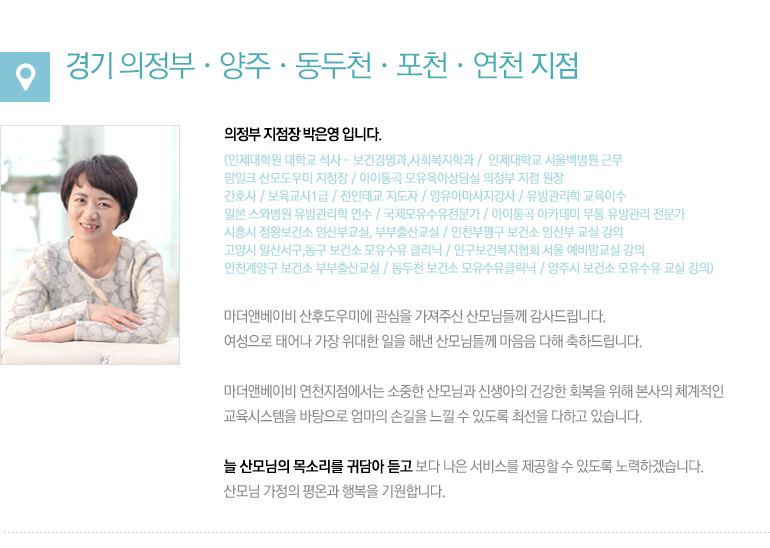 경기 의정부 · 양주 · 동두천 · 포천 · 연천 지점
의정부 지점장 박은영 입니다.
(인제대학원 대학교 석사 - 보건경영과,사회복지학과 / 인제대학교 서울백병원 근무
맘밀크 산모도우미 지점장 / 아이통곡 모유육아상담실 의정부 지점 원장
간호사 / 보육교사1급 / 전인태교 지도자 / 양유아마사지강사 / 유방관리학 교육이수
일본 스와병원 유방관리학 연수 / 국제모유수유전문가 / 아이통곡 아카데미 무통 유방관리 전문가
시흥시 정왕보건소 임산부교실, 부부출산교실 / 인천부평구 보건소 임산부 교실 강의
고양시 일산서구,동구 보건소 모유수유 클리닉 / 인구보건복지협회 서울 예비맘교실 강의
인천계양구 보건소 부부출산교실 / 동두천 보건소 모유수유클릭닉 / 양주시 보건소 모유수유 교실 강의)
마더앤베이비 산후도우미에 관심을 가져주신 산모님들께 감사드립니다.
여성으로 태어나 가장 위대한 일을 해낸 산모님들께 마음음 다해 축하드립니다.
마더앤베이비 연천지점에서는 소중한 산모님과 신생아의 건강한 회복을 위해 본사의 체계적인
교육시스템을 바탕으로 엄마의 손길을 느낄 수 있도록 최선을 다하고 있습니다.
늘 산모님의 목소리를 귀담아 듣고 보다 나은 서비스를 제공할 수 있도록 노력하겠습니다.
산모님 가정의 평온과 행복을 기원합니다.